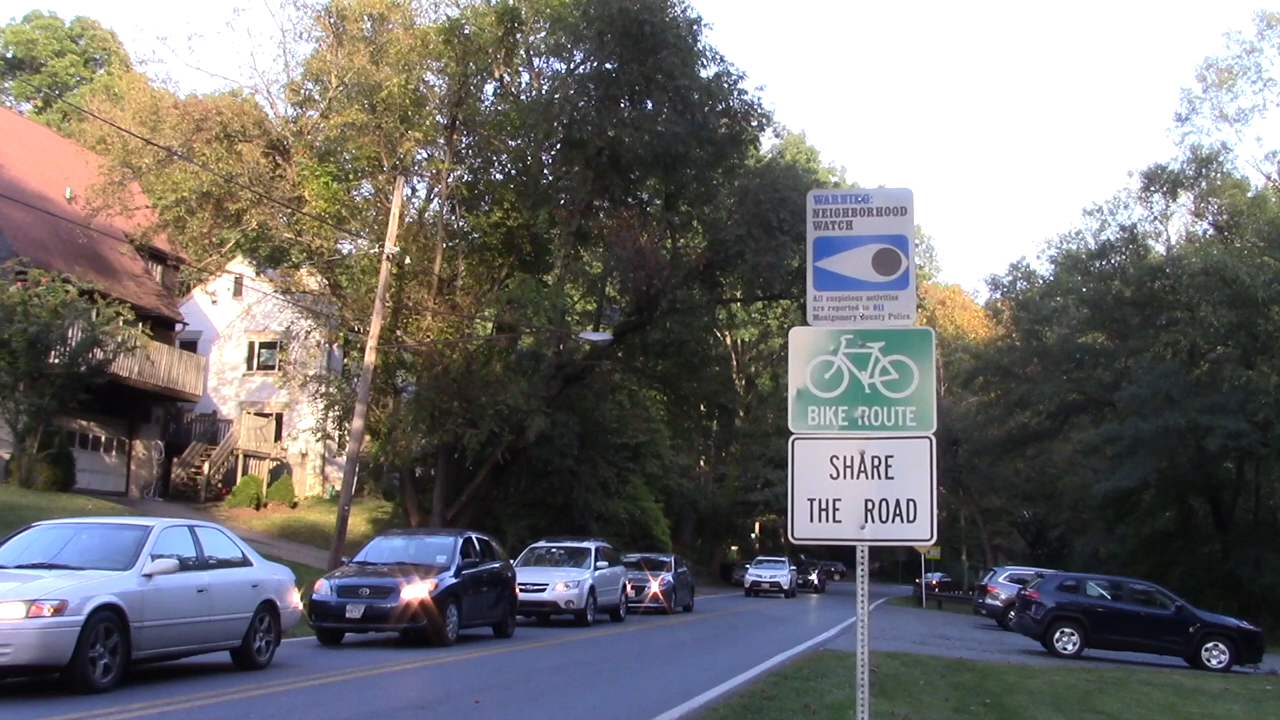 WARNING:
NEIGHBORHOOD
WATCH
All suspicious activities
are reported to 911
Montgomery County Police.
BIKE ROUTE
SHARE
THE ROAD